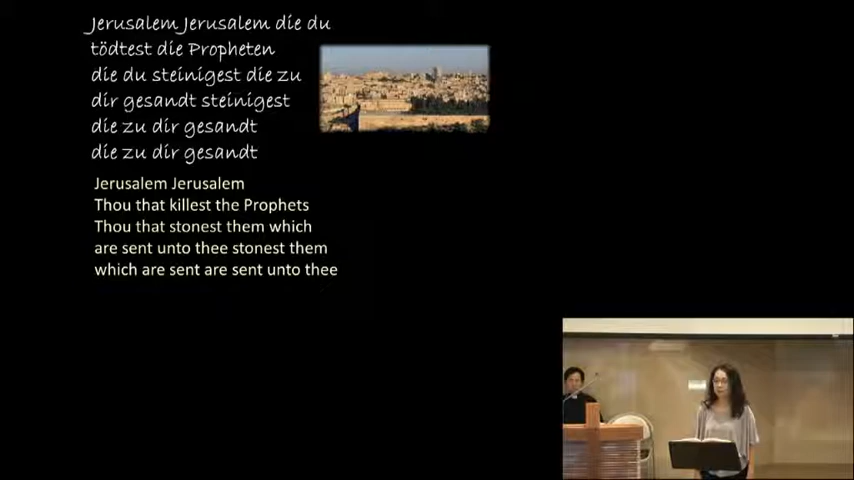 Jerusalem Jerusalem die du
tödtest die Propheten
die du steinigest die zu
dir gesandt steinigest
die zu dir gesandt
die zu dir gesandt
Jerusalem Jerusalem
Thou that killest the Prophets
Thou that stonest them which
are sent unto thee stonest them
which are sent are sent unto thee